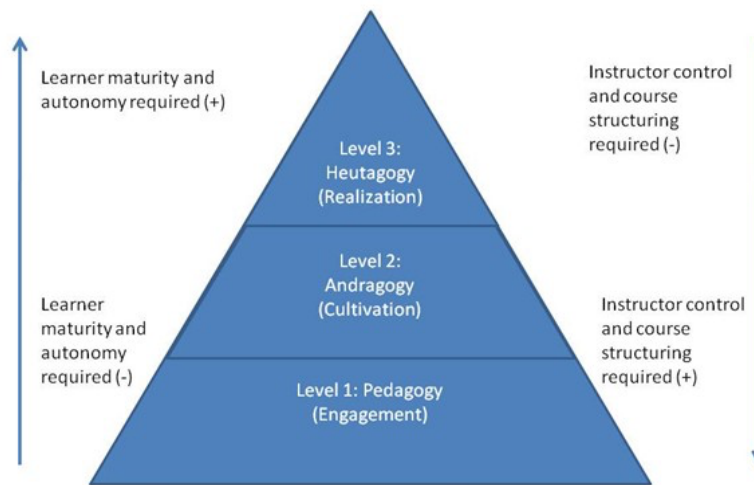 Learner maturity and
autonomy required (+)
Instructor control
and course
structuring
required (-)
Level 3:
Heutagogy
(Realization)
Level 2:
Andragogy
(Cultivation)
Learner
maturity and
autonomy
required (-)
Instructor control
and course
structuring
required (+)
Level 1: Pedagogy
(Engagement)